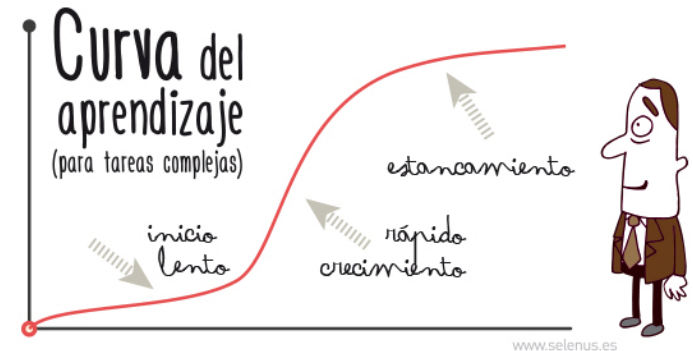 Curva del
aprendizaje
(para tareas complejas)
estancamiento
inicio
lento
rápido
crecimiento
www.selenus.es